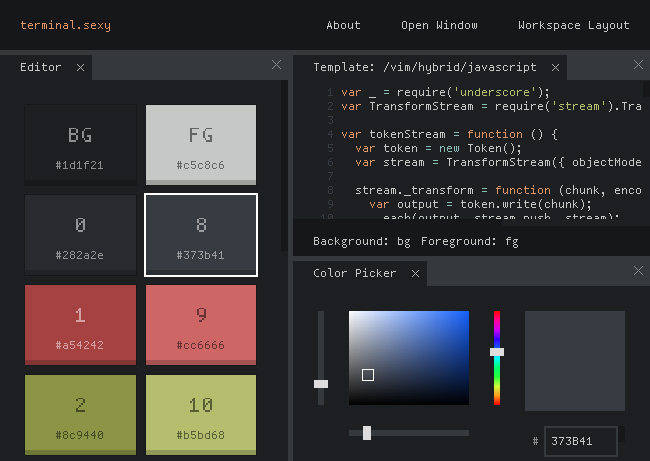 terminal.sexy About Open Window Workspace Layout
Editor
BG
#1d1f21
FG
#c5c8c6
0
#282a2e
8
#373b41
1
#a54242
9
#cc6666
2
#8c9440
10
#b5bd68
Template: /vim/hybrid/javascript
1 var _ = require('underscore');
2 var TransformStream = require('stream').Tra
3
4 var tokenStream = function () {
5 var token = new Token();
6 var stream = TransformStream({ objectMode
7
8 stream._transform = function (chunk, enco
9 var output = token.write(chunk);
10 each(output, stream.push, stream);
Background: bg Foreground: fg
Color Picker
# 373B41